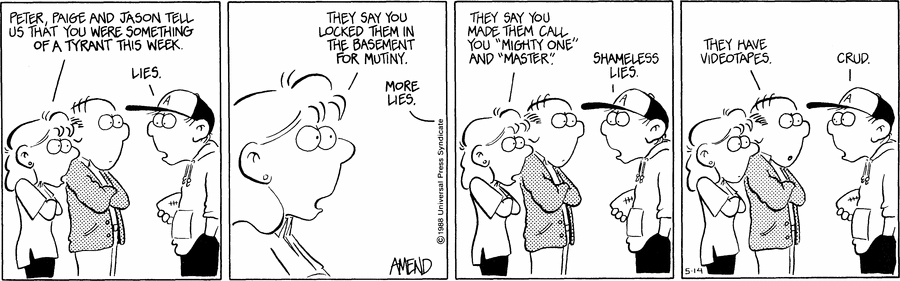 PETER, PAIGE AND JASON TELL
US THAT YOU WERE SOMETHING
OF A TYRANT THIS WEEK.
LIES.
A
THEY SAY YOU
LOCKED THEM IN
THE BASEMENT
FOR MUTINY.
MORE
LIES.
AMEND
©1988 Universal Press Syndicate
THEY SAY YOU
MADE THEM CALL
YOU "MIGHTY ONE"
AND "MASTER".
SHAMELESS
LIES.
A
THEY HAVE
VIDEOTAPES.
CRUD.
A
5-14